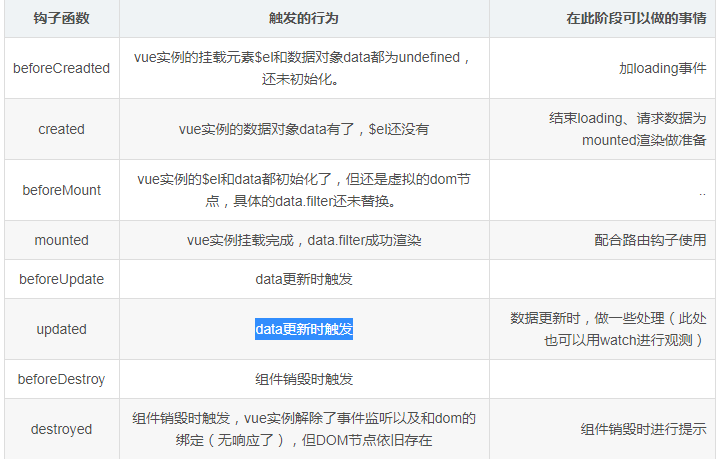 钩子函数 触发的行为 在此阶段可以做的事情
beforeCreadted vue实例的挂载元素$el和数据对象data都为undefined，还未初始化。 加loading事件
created vue实例的数据对象data有了，$el还没有 结束loading、请求数据为mounted渲染做准备
beforeMount vue实例的$el和data都初始化了，但还是虚拟的dom节点，具体的data.filter还未替换。 ..
mounted vue实例挂载完成，data.filter成功渲染 配合路由钩子使用
beforeUpdate data更新时触发
updated data更新时触发 数据更新时，做一些处理（此处也可以用watch进行观测）
beforeDestroy 组件销毁时触发
destroyed 组件销毁时触发，vue实例解除了事件监听以及和dom的绑定（无响应了），但DOM节点依旧存在 组件销毁时进行提示